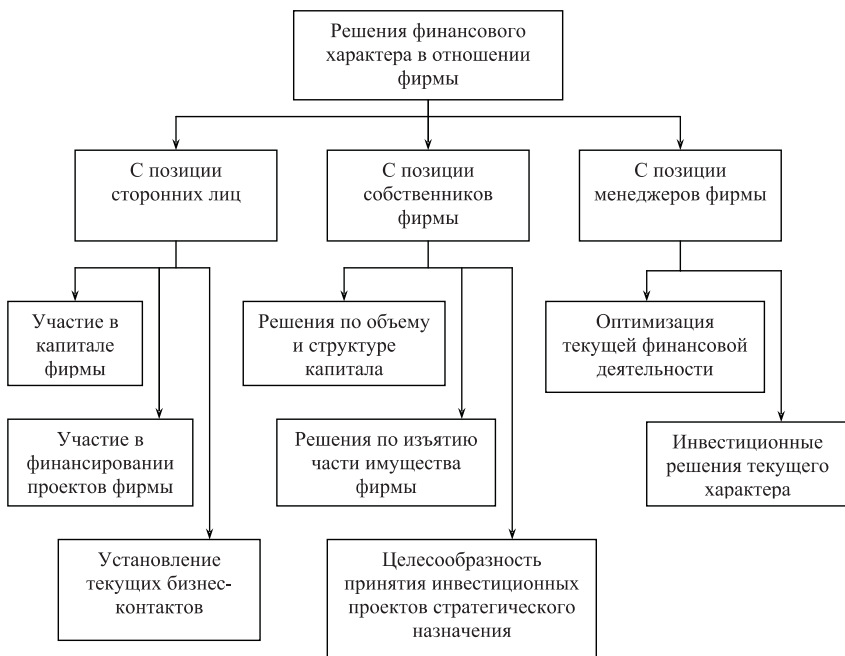 Решения финансового
характера в отношении
фирмы
С позиции
сторонних лиц
С позиции
собственников
фирмы
С позиции
менеджеров фирмы
Участие в
капитале
фирмы
Решения по объему
и структуре
капитала
Оптимизация
текущей финансовой
деятельности
Участие в
финансировании
проектов фирмы
Решения по изъятию
части имущества
фирмы
Инвестиционные
решения текущего
характера
Установление
текущих бизнес-
контактов
Целесообразность
принятия инвестиционных
проектов стратегического
назначения